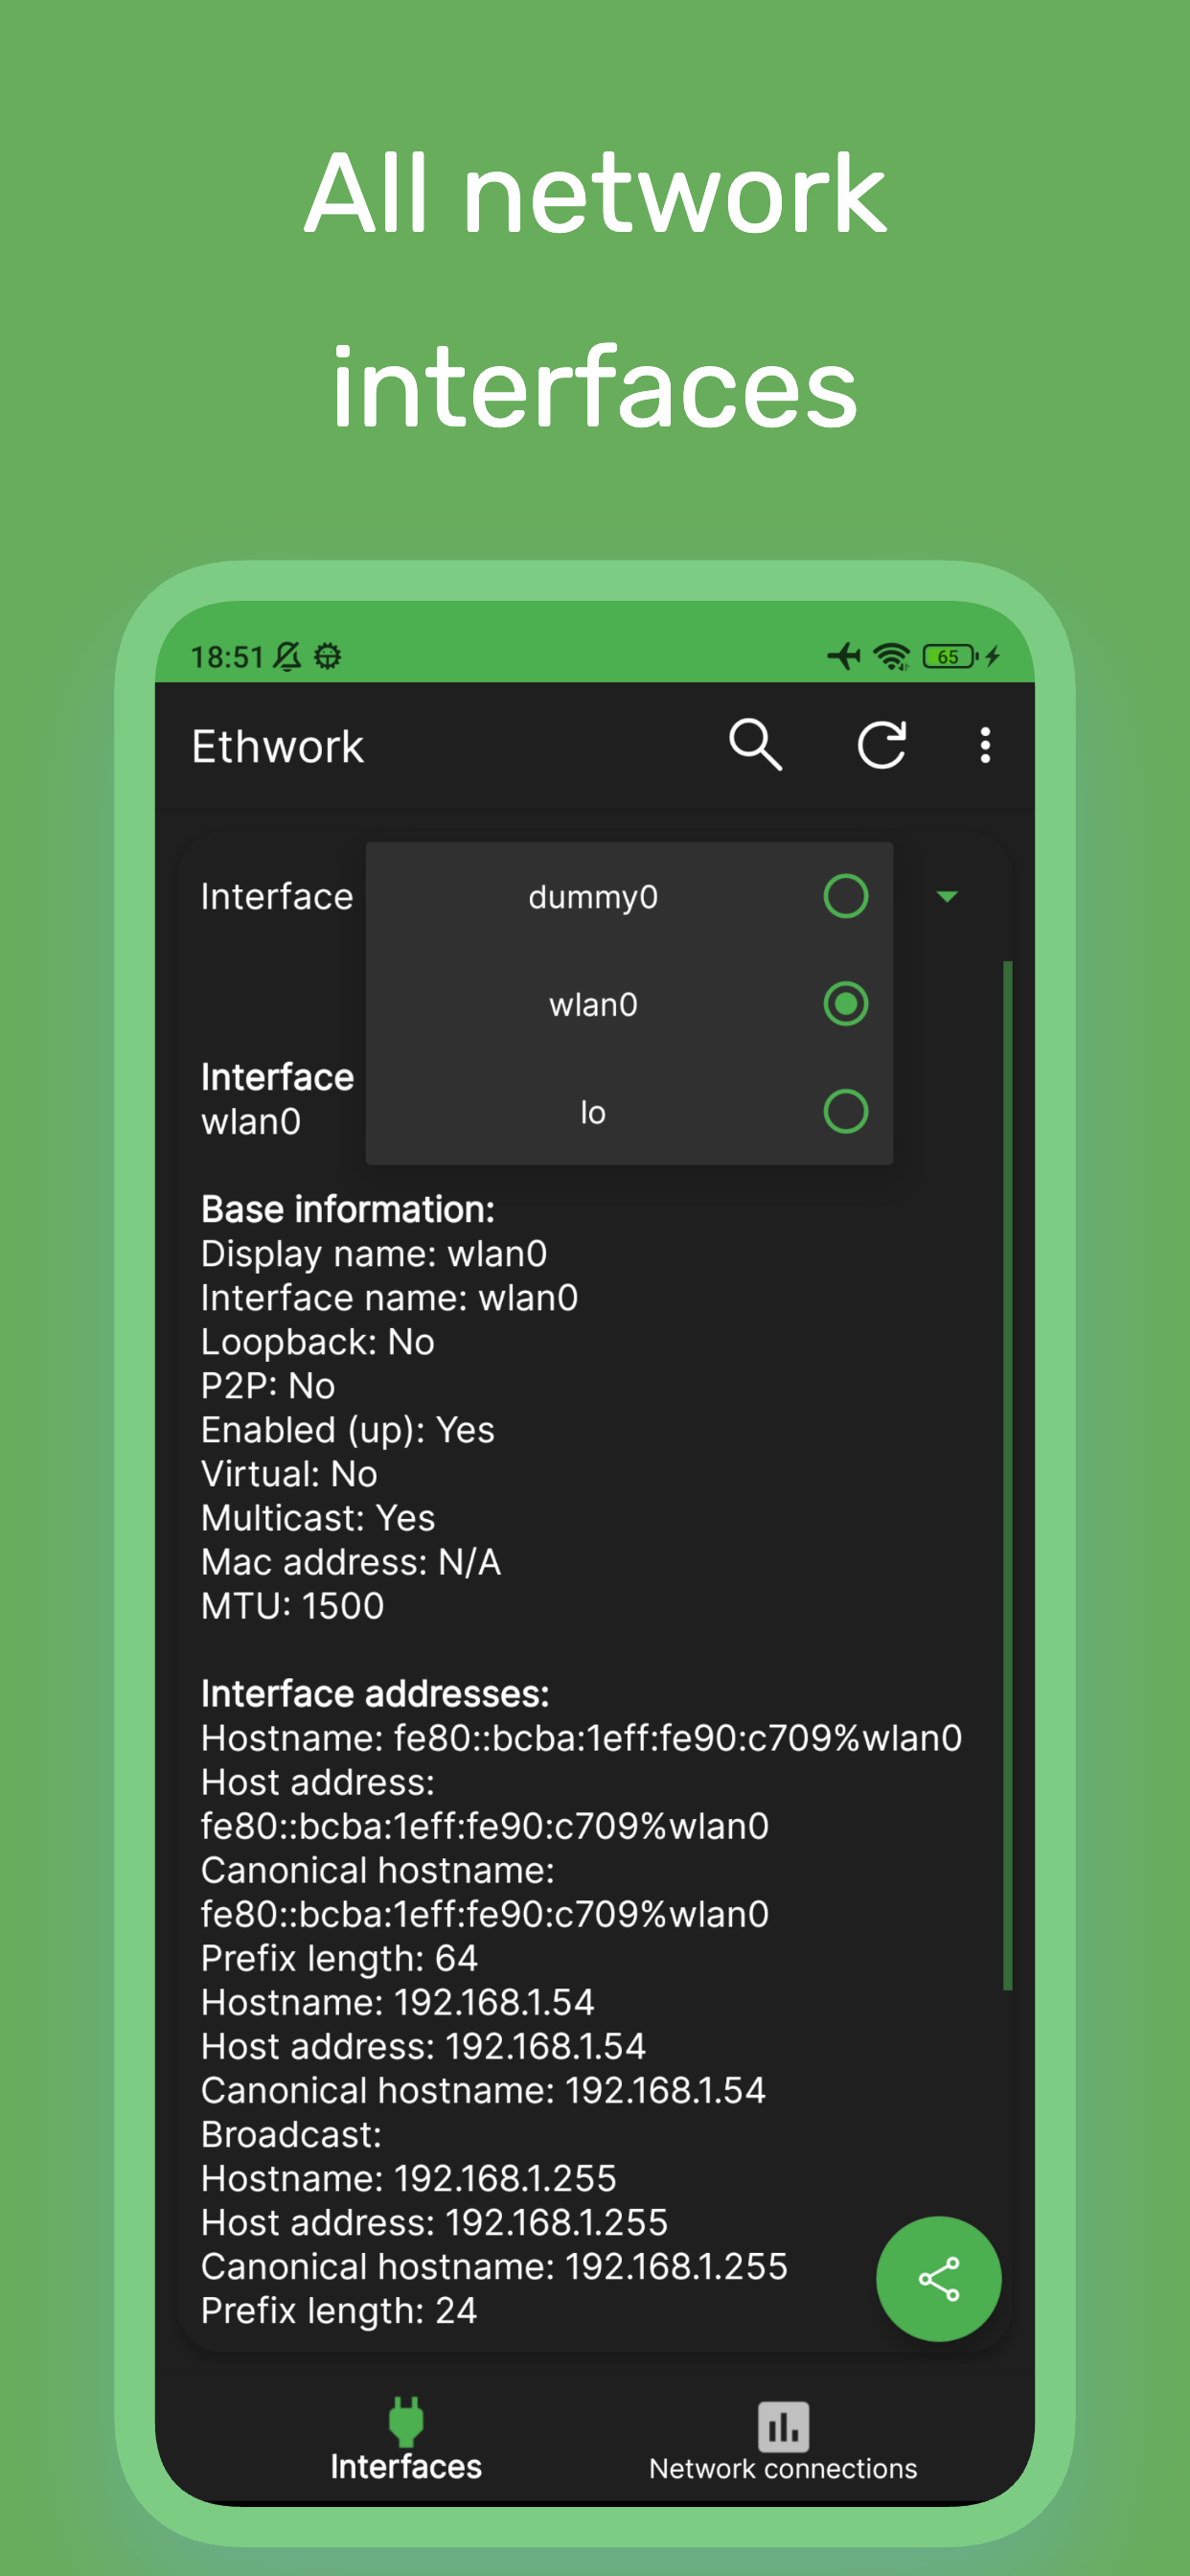 All network
interfaces
18:51
65
Ethwork
Interface
dummy0
wlan0
lo
Interface
wlan0
Base information:
Display name: wlan0
Interface name: wlan0
Loopback: No
P2P: No
Enabled (up): Yes
Virtual: No
Multicast: Yes
Mac address: N/A
MTU: 1500
Interface addresses:
Hostname: fe80::bcba:1eff:fe90:c709%wlan0
Host address:
fe80::bcba:1eff:fe90:c709%wlan0
Canonical hostname:
fe80::bcba:1eff:fe90:c709%wlan0
Prefix length: 64
Hostname: 192.168.1.54
Host address: 192.168.1.54
Canonical hostname: 192.168.1.54
Broadcast:
Hostname: 192.168.1.255
Host address: 192.168.1.255
Canonical hostname: 192.168.1.255
Prefix length: 24
Interfaces
Network connections